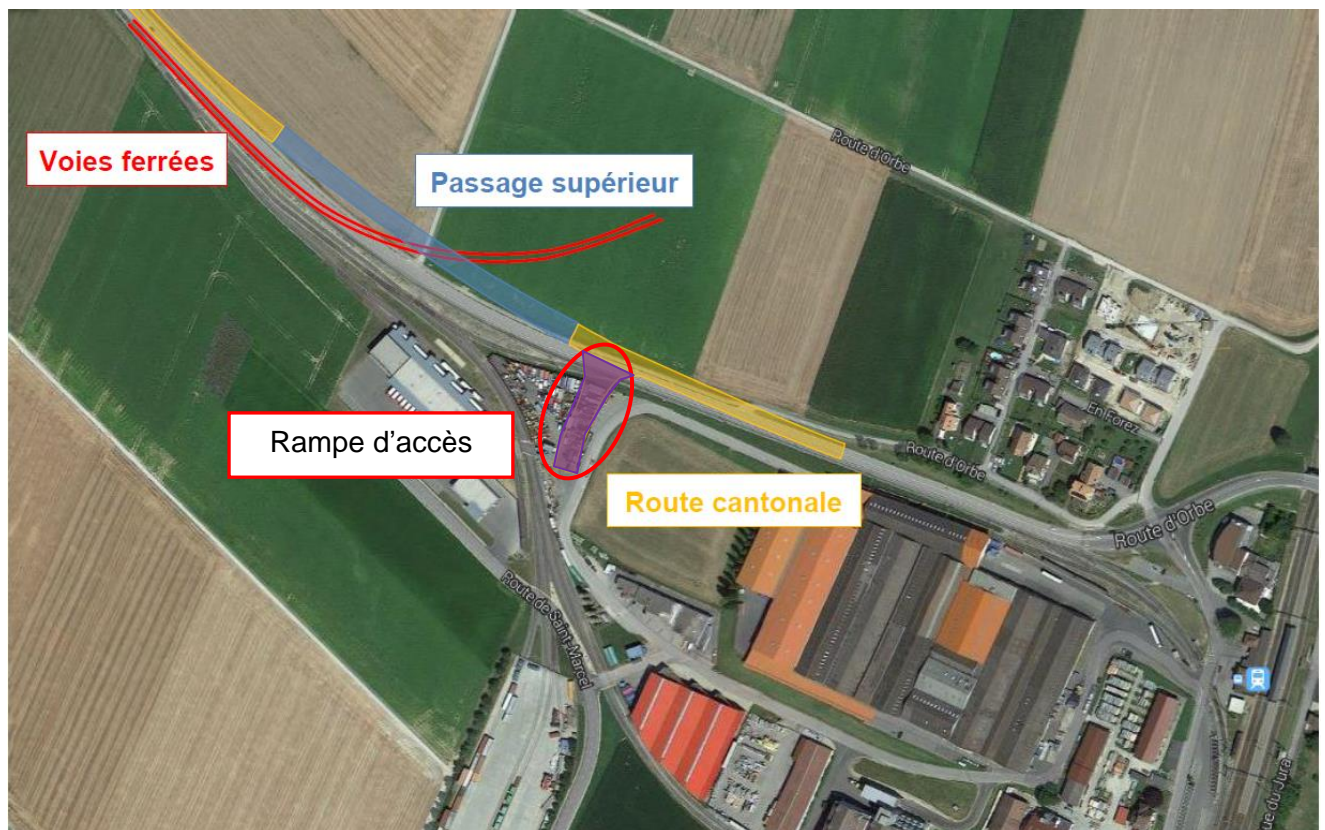 Route d'Orbe
Voies ferrées
Passage supérieur
En Forez
Rampe d'accès
Route d'Orbe
Route cantonale
Route d'Orbe
Route de Saint-Marcel
ue du Jura